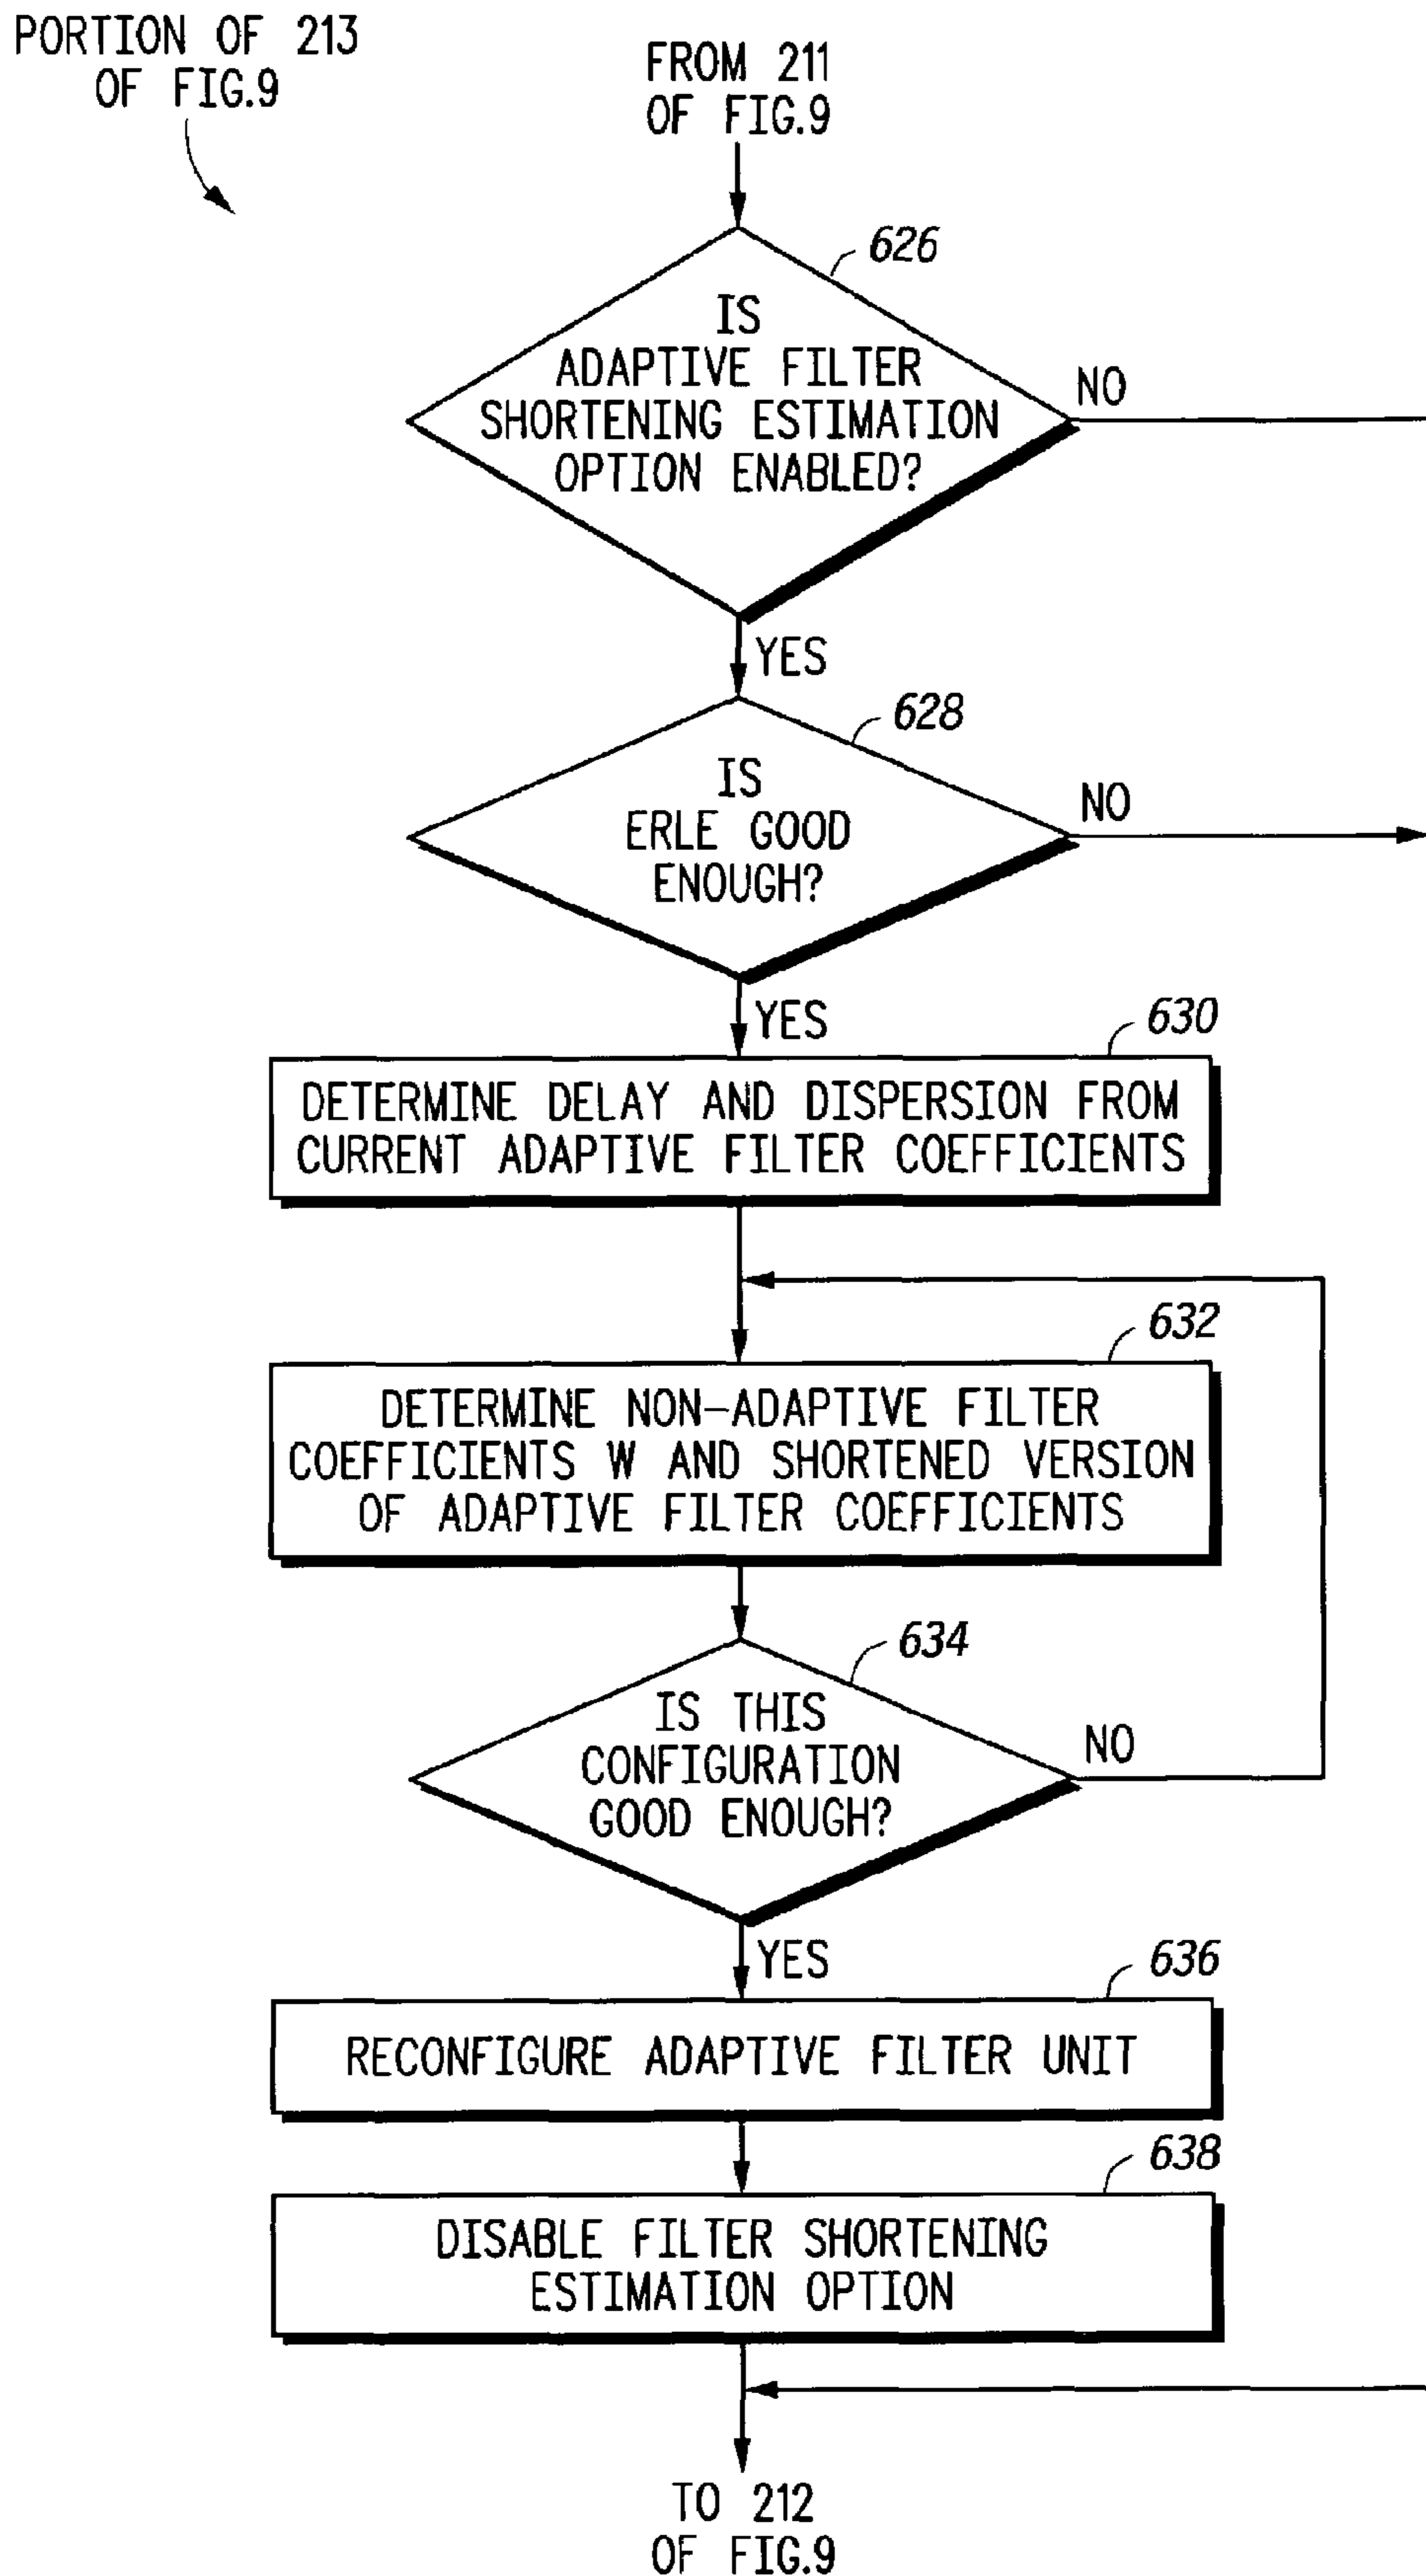 PORTION OF 213
OF FIG.9
FROM 211
OF FIG.9
626
IS
ADAPTIVE FILTER
SHORTENING ESTIMATION
OPTION ENABLED?
NO
YES
628
IS
ERLE GOOD
ENOUGH?
NO
YES
630
DETERMINE DELAY AND DISPERSION FROM
CURRENT ADAPTIVE FILTER COEFFICIENTS
632
DETERMINE NON-ADAPTIVE FILTER
COEFFICIENTS W AND SHORTENED VERSION
OF ADAPTIVE FILTER COEFFICIENTS
634
IS THIS
CONFIGURATION
GOOD ENOUGH?
NO
YES
636
RECONFIGURE ADAPTIVE FILTER UNIT
638
DISABLE FILTER SHORTENING
ESTIMATION OPTION
TO 212
OF FIG.9